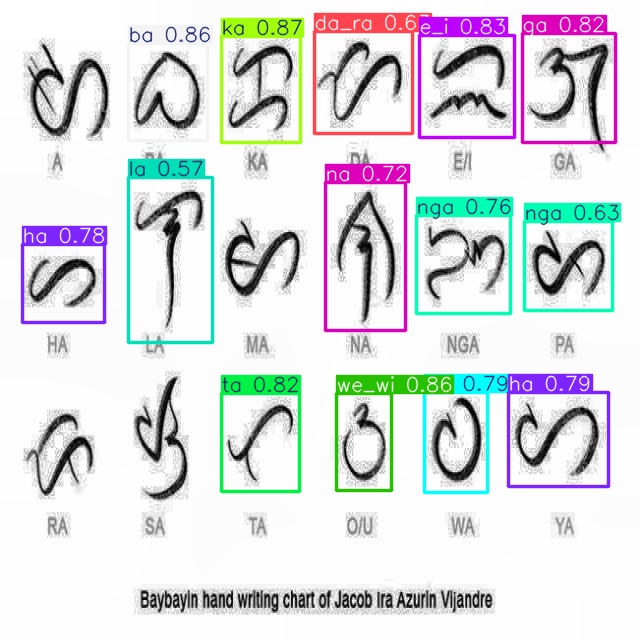 ba 0.86 ka 0.87 da_ra e_i 0.83 ga 0.82
ᜀ ᜊ ᜃ ᜇ ᜁ ᜄ
A BA KA DA E/I GA
la 0.57 na 0.72
ha 0.78 nga 0.76 nga 0.63
ᜑ ᜎ ᜋ ᜈ ᜅ ᜉ
HA LA MA NA NGA PA
ta 0.82 we_wi 0.86 0.79 ha 0.79
ᜍ ᜐ ᜆ ᜂ ᜏ ᜌ
RA SA TA O/U WA YA
Baybayin hand writing chart of Jacob Ira Azurin Vijandre